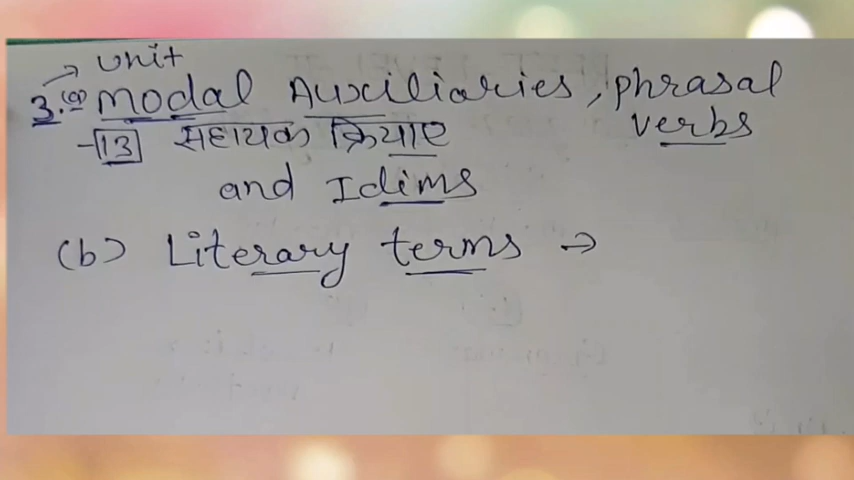 → unit
3.(a) modal Auxiliaries, phrasal verbs
-13 सहायक क्रियाए
and Idims
(b) Literary terms →